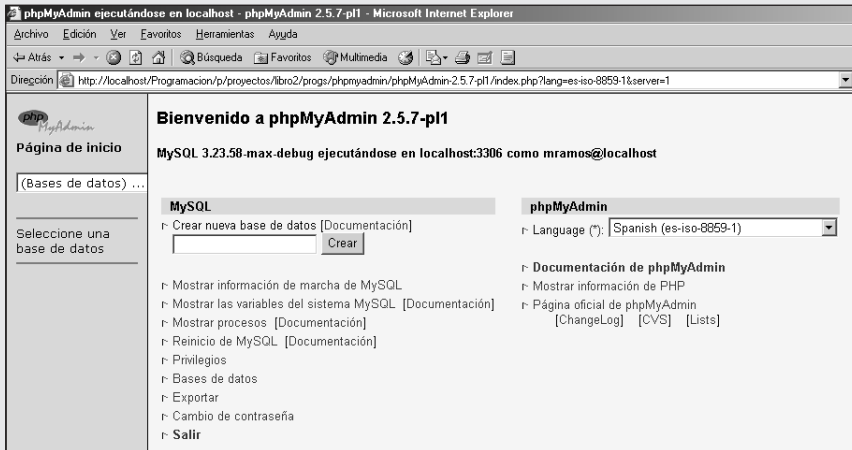 phpMyAdmin ejecutándose en localhost - phpMyAdmin 2.5.7-pl1 - Microsoft Internet Explorer
Archivo Edición Ver Favoritos Herramientas Ayuda
Atrás Búsqueda Favoritos Multimedia
Dirección http://localhost/Programacion/p/proyectos/libro2/progs/phpmyadmin/phpMyAdmin-2.5.7-pl1/index.php?lang=es-iso-8859-1&server=1
php MyAdmin
Página de inicio
(Bases de datos) ...
Seleccione una
base de datos
Bienvenido a phpMyAdmin 2.5.7-pl1
MySQL 3.23.58-max-debug ejecutándose en localhost:3306 como mramos@localhost
MySQL
Crear nueva base de datos [Documentación]
Crear
Mostrar información de marcha de MySQL
Mostrar las variables del sistema MySQL [Documentación]
Mostrar procesos [Documentación]
Reinicio de MySQL [Documentación]
Privilegios
Bases de datos
Exportar
Cambio de contraseña
Salir
phpMyAdmin
Language (*): Spanish (es-iso-8859-1)
Documentación de phpMyAdmin
Mostrar información de PHP
Página oficial de phpMyAdmin
[ChangeLog] [CVS] [Lists]